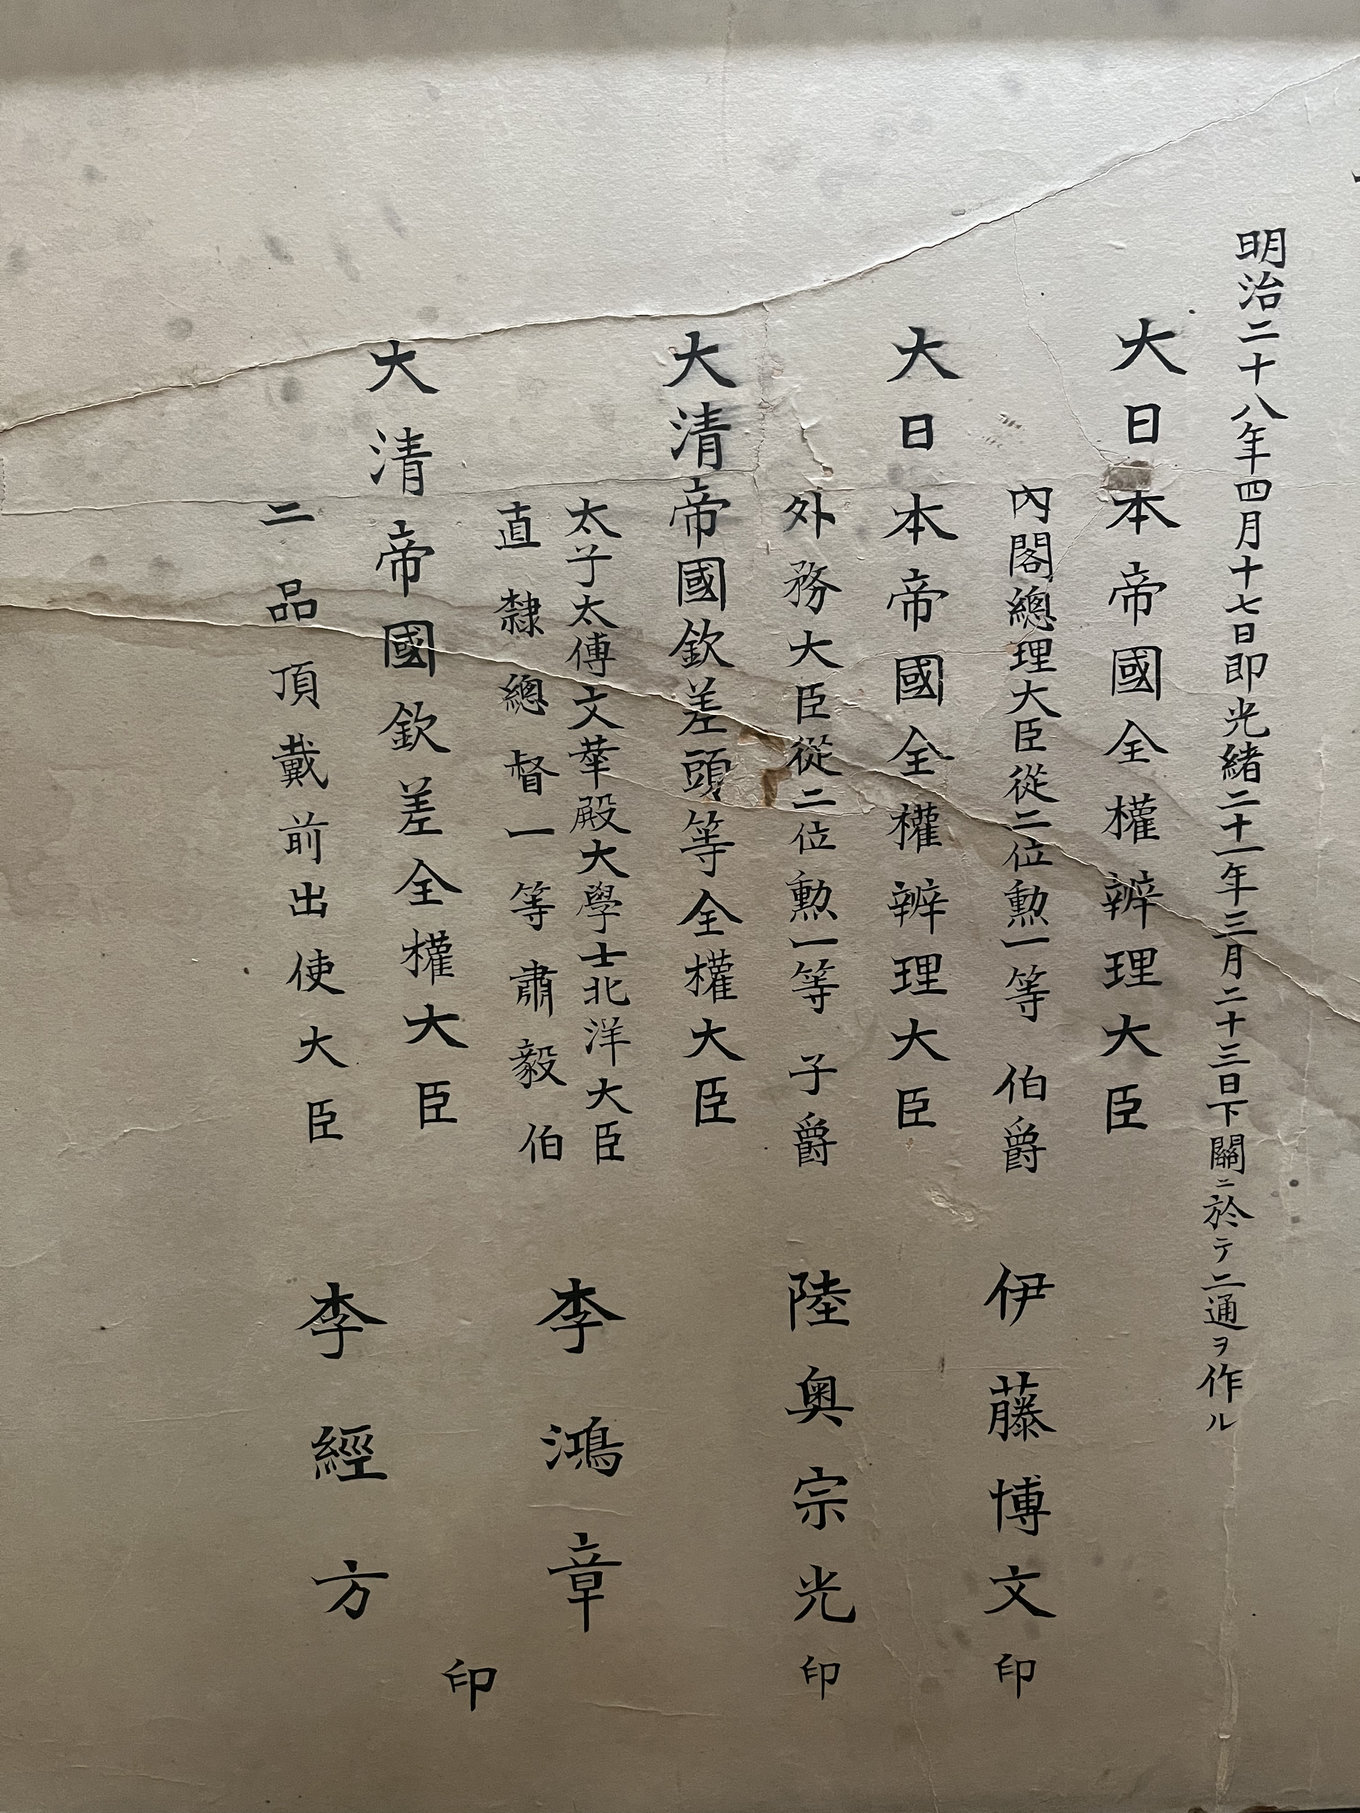 明治二十八年四月十七日即光緒二十一年三月二十三日下關ニ於テ二通ヲ作ル
大日本帝國全權辨理大臣
內閣總理大臣從二位勳一等 伯爵 伊藤博文 印
大日本帝國全權辨理大臣
外務大臣從二位勳一等 子爵 陸奧宗光 印
大清帝國欽差頭等全權大臣
太子太傅文華殿大學士北洋大臣
直隸總督一等肅毅伯 李鴻章
印
大清帝國欽差全權大臣
二品頂戴前出使大臣 李經方